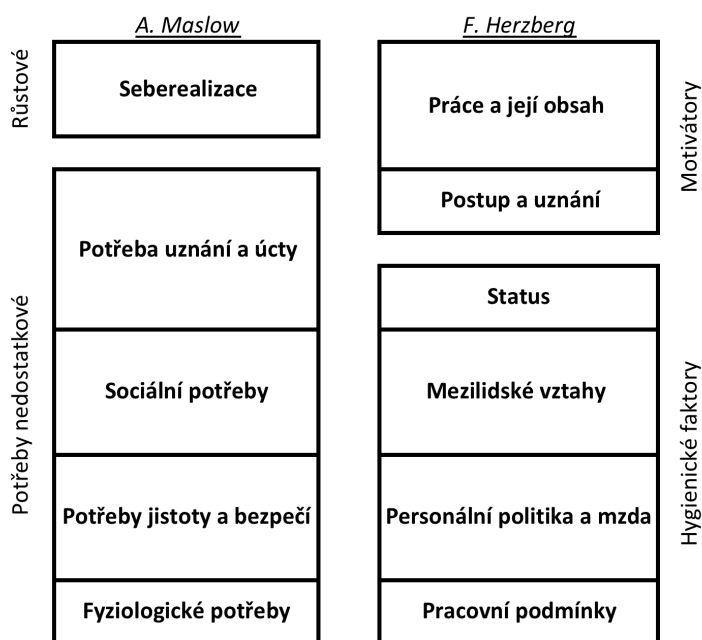 A. Maslow
F. Herzberg
Růstové
Seberealizace
Práce a její obsah
Motivátory
Postup a uznání
Potřeby nedostatkové
Potřeba uznání a úcty
Status
Hygienické faktory
Sociální potřeby
Mezilidské vztahy
Potřeby jistoty a bezpečí
Personální politika a mzda
Fyziologické potřeby
Pracovní podmínky